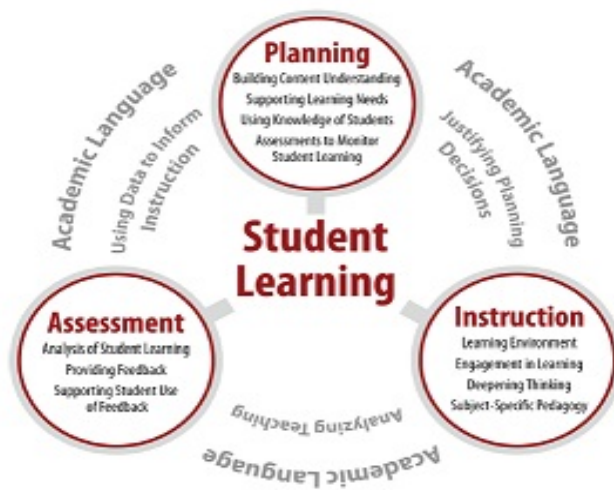 Planning
Building Content Understanding
Supporting Learning Needs
Using Knowledge of Students
Assessments to Monitor
Student Learning
Academic Language
Using Data to Inform
Instruction
Academic Language
Justifying Planning
Decisions
Student
Learning
Assessment
Analysis of Student Learning
Providing Feedback
Supporting Student Use
of Feedback
Instruction
Learning Environment
Engagement in Learning
Deepening Thinking
Subject-Specific Pedagogy
Analyzing Teaching
Academic Language